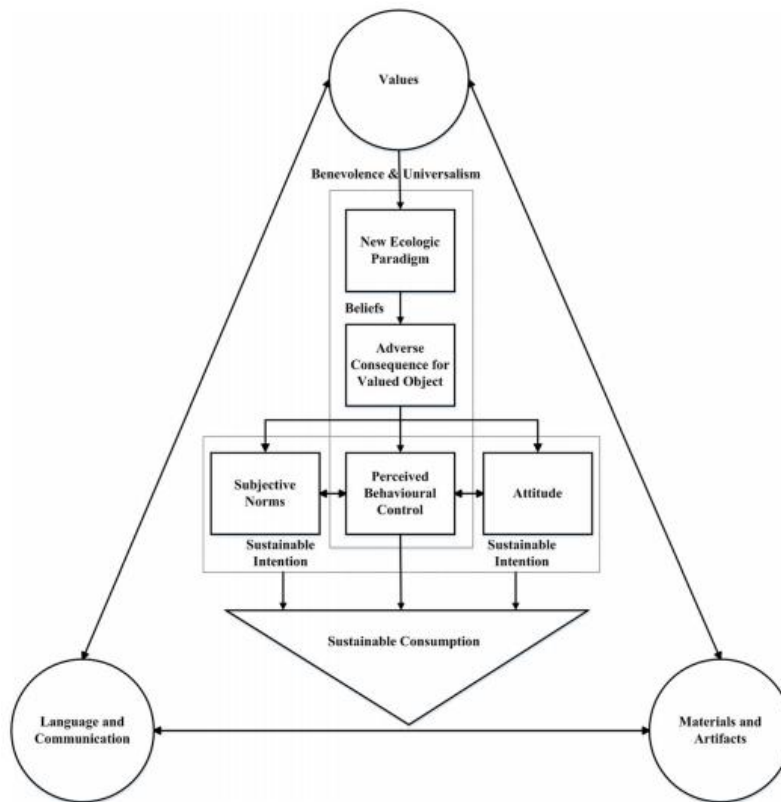 Values
Benevolence & Universalism
New Ecologic
Paradigm
Beliefs
Adverse
Consequence for
Valued Object
Subjective
Norms
Perceived
Behavioural
Control
Attitude
Sustainable
Intention
Sustainable
Intention
Sustainable Consumption
Language and
Communication
Materials and
Artifacts